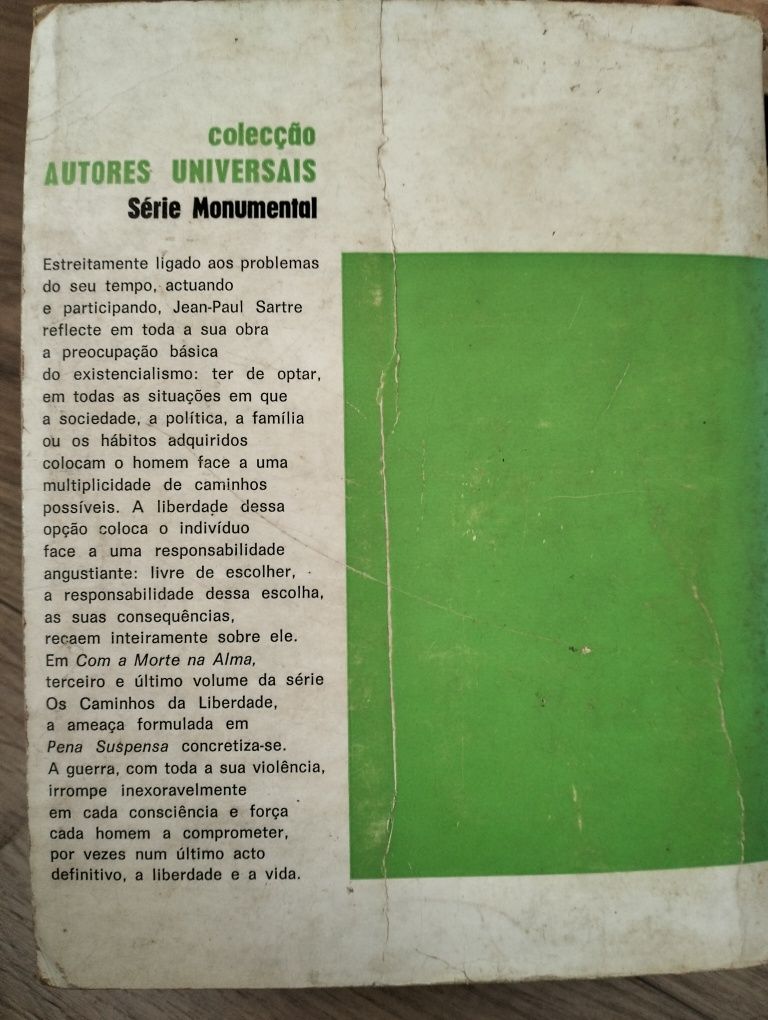 colecção
AUTORES UNIVERSAIS
Série Monumental
Estreitamente ligado aos problemas
do seu tempo, actuando
e participando, Jean-Paul Sartre
reflecte em toda a sua obra
a preocupação básica
do existencialismo: ter de optar,
em todas as situações em que
a sociedade, a política, a família
ou os hábitos adquiridos
colocam o homem face a uma
multiplicidade de caminhos
possíveis. A liberdade dessa
opção coloca o indivíduo
face a uma responsabilidade
angustiante: livre de escolher,
a responsabilidade dessa escolha,
as suas consequências,
recaem inteiramente sobre ele.
Em Com a Morte na Alma,
terceiro e último volume da série
Os Caminhos da Liberdade,
a ameaça formulada em
Pena Suspensa concretiza-se.
A guerra, com toda a sua violência,
irrompe inexoravelmente
em cada consciência e força
cada homem a comprometer,
por vezes num último acto
definitivo, a liberdade e a vida.